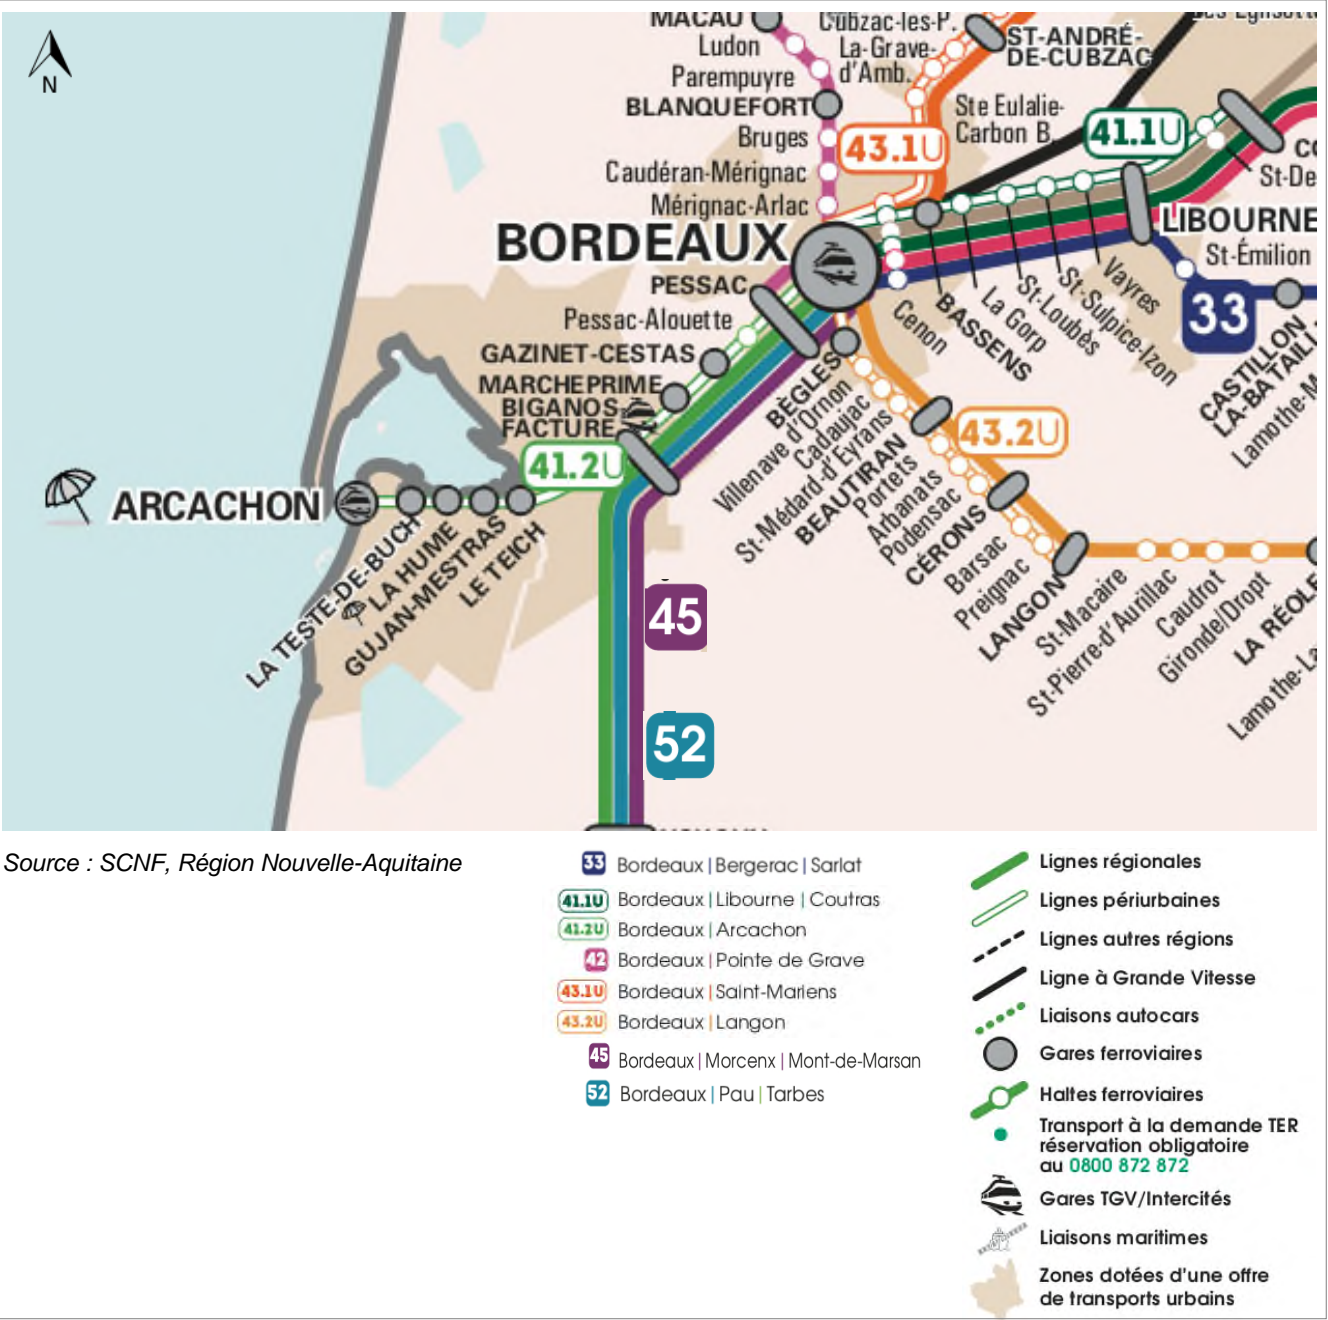 N
MACAU
Ludon
Parempuyre
BLANQUEFORT
Bruges
Caudéran-Mérignac
Mérignac-Arlac
Cubzac-les-P.
La-Grave-
d'Amb.
ST-ANDRÉ-
DE-CUBZAC
Ste Eulalie-
Carbon B.
43.1U
41.1U
St-De
LIBOURNE
St-Émilion
33
BORDEAUX
PESSAC
Pessac-Alouette
GAZINET-CESTAS
MARCHEPRIME
BIGANOS
FACTURE
41.2U
ARCACHON
LA TESTE-DE-BUCH
LA HUME
GUJAN-MESTRAS
LE TEICH
Cenon
BASSENS
La Gorp
St-Loubès
St-Sulpice-Izon
Vayres
CASTILLON
LA-BATAILL
Lamothe-M
BÈGLES
Villenave d'Ornon
Cadaujac
St-Médard-d'Eyrans
BEAUTIRAN
Portets
Arbanats
Podensac
CÉRONS
Barsac
Preignac
LANGON
43.2U
St-Macaire
St-Pierre-d'Aurillac
Caudrot
Gironde/Dropt
LA RÉOLE
Lamothe-La
45
52
Source : SCNF, Région Nouvelle-Aquitaine
33 Bordeaux | Bergerac | Sarlat
41.1U Bordeaux | Libourne | Coutras
41.2U Bordeaux | Arcachon
42 Bordeaux | Pointe de Grave
43.1U Bordeaux | Saint-Mariens
43.2U Bordeaux | Langon
45 Bordeaux | Morcenx | Mont-de-Marsan
52 Bordeaux | Pau | Tarbes
Lignes régionales
Lignes périurbaines
Lignes autres régions
Ligne à Grande Vitesse
Liaisons autocars
Gares ferroviaires
Haltes ferroviaires
Transport à la demande TER
réservation obligatoire
au 0800 872 872
Gares TGV/Intercités
Liaisons maritimes
Zones dotées d'une offre
de transports urbains